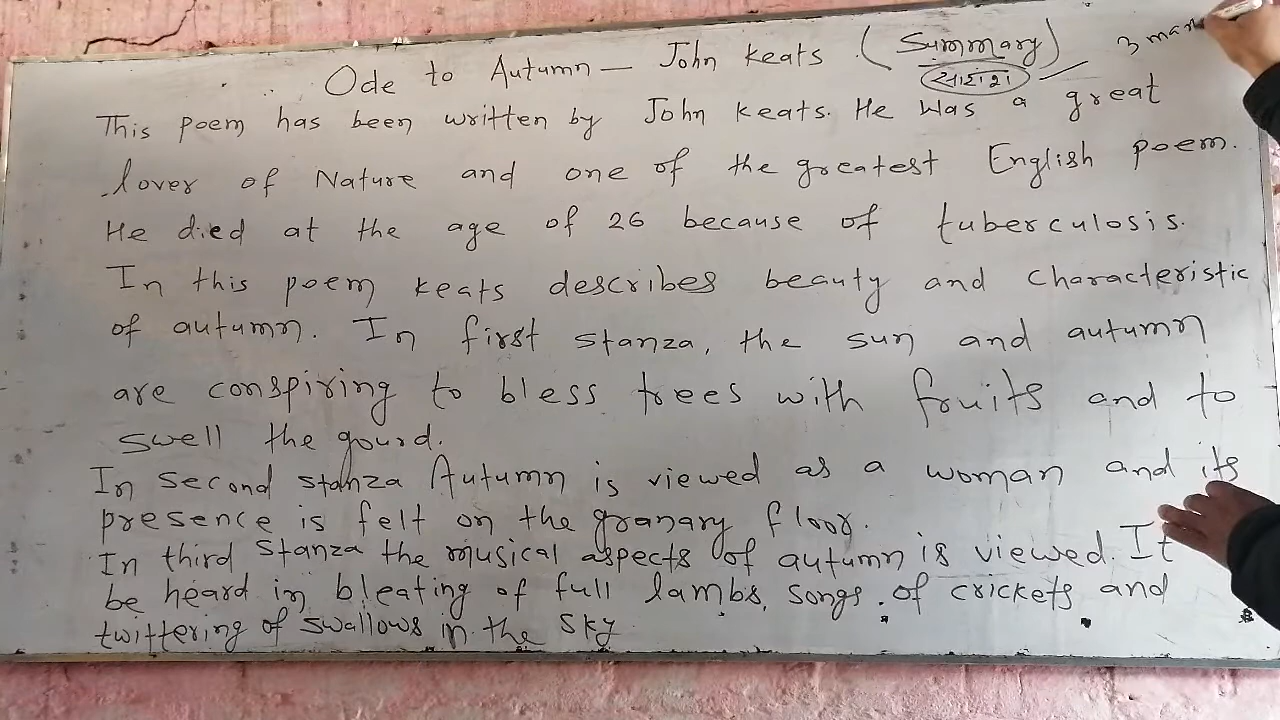 Ode to Autumn — John Keats (Summary) 3 mar
सारांश
This poem has been written by John Keats. He was a great
lover of Nature and one of the greatest English poem.
He died at the age of 26 because of tuberculosis.
In this poem Keats describes beauty and characteristic
of autumn. In first stanza, the sun and autumn
are conspiring to bless trees with fruits and to
swell the gourd.
In second stanza Autumn is viewed as a woman and its
presence is felt on the granary floor.
In third stanza the musical aspects of autumn is viewed. It
be heard in bleating of full lambs, songs of crickets and
twittering of swallows in the sky